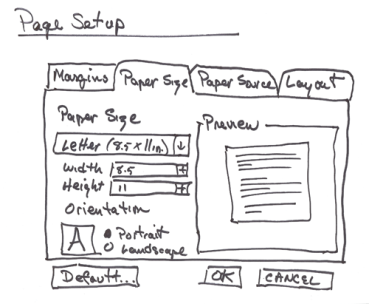 Page Setup
Margins Paper Size Paper Source Layout
Paper Size
Preview
Letter (8.5 x 11in.)
Width 8.5
Height 11
Orientation
A
Portrait
Landscape
Default...
OK
CANCEL